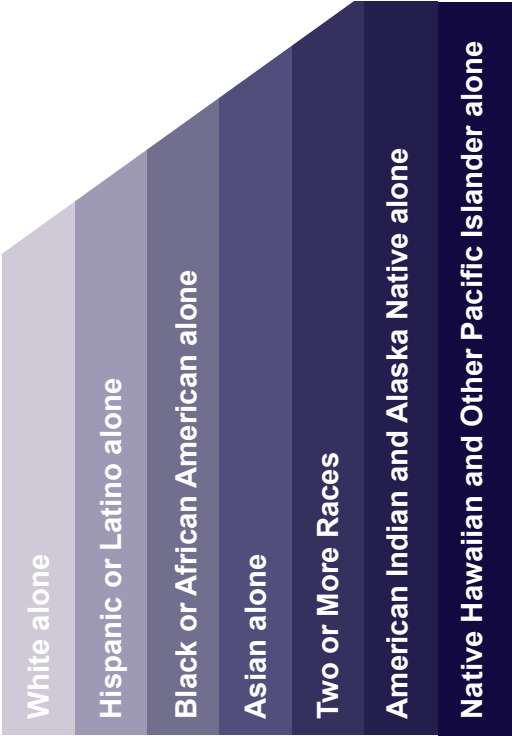 White alone
Hispanic or Latino alone
Black or African American alone
Asian alone
Two or More Races
American Indian and Alaska Native alone
Native Hawaiian and Other Pacific Islander alone